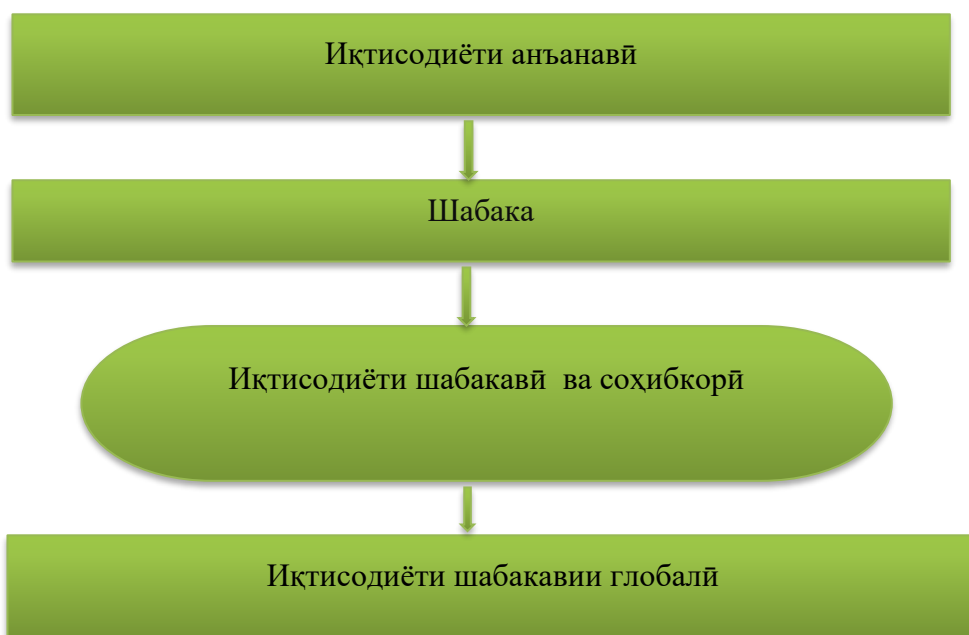 Иқтисодиёти анъанавӣ
Шабака
Иқтисодиёти шабакавӣ ва соҳибкорӣ
Иқтисодиёти шабакавии глобалӣ